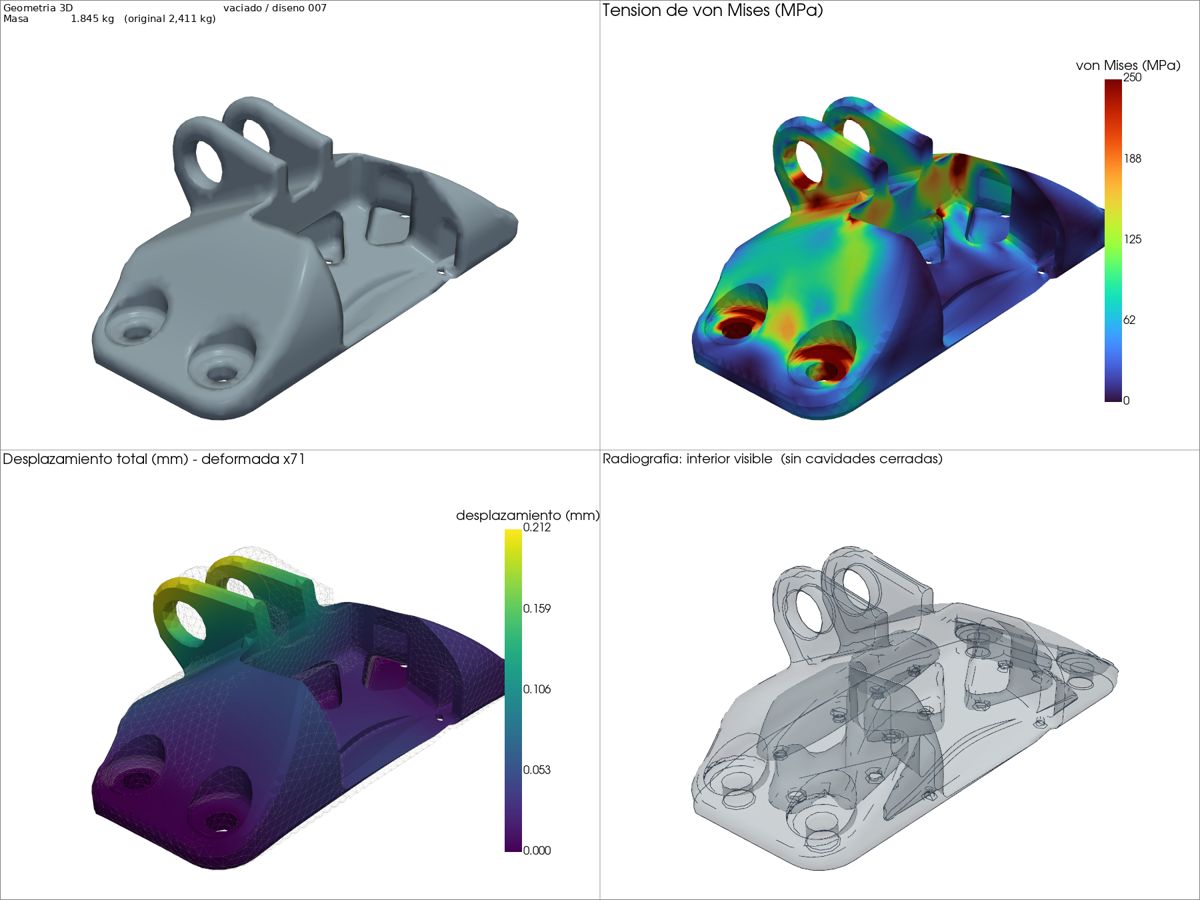 Geometria 3D vaciado / diseno 007
Masa 1.845 kg (original 2,411 kg)
Tension de von Mises (MPa)
von Mises (MPa)
250
188
125
62
0
Desplazamiento total (mm) - deformada x71
desplazamiento (mm)
0.212
0.159
0.106
0.053
0.000
Radiografia: interior visible (sin cavidades cerradas)